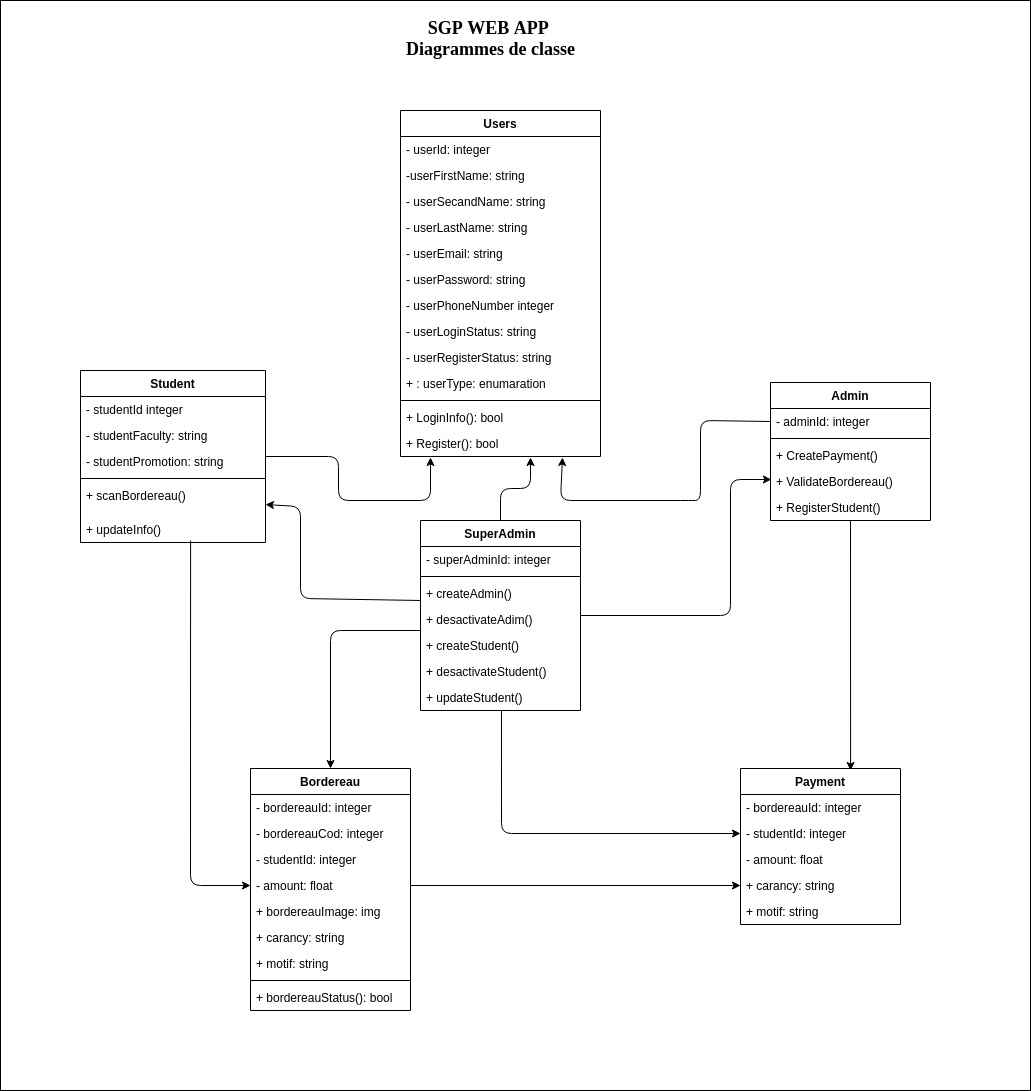 SGP WEB APP
Diagrammes de classe
Users
- userId: integer
-userFirstName: string
- userSecandName: string
- userLastName: string
- userEmail: string
- userPassword: string
- userPhoneNumber integer
- userLoginStatus: string
- userRegisterStatus: string
+ : userType: enumaration
+ LoginInfo(): bool
+ Register(): bool
Student
- studentId integer
- studentFaculty: string
- studentPromotion: string
+ scanBordereau()
+ updateInfo()
Admin
- adminId: integer
+ CreatePayment()
+ ValidateBordereau()
+ RegisterStudent()
SuperAdmin
- superAdminId: integer
+ createAdmin()
+ desactivateAdim()
+ createStudent()
+ desactivateStudent()
+ updateStudent()
Bordereau
- bordereauId: integer
- bordereauCod: integer
- studentId: integer
- amount: float
+ bordereauImage: img
+ carancy: string
+ motif: string
+ bordereauStatus(): bool
Payment
- bordereauId: integer
- studentId: integer
- amount: float
+ carancy: string
+ motif: string